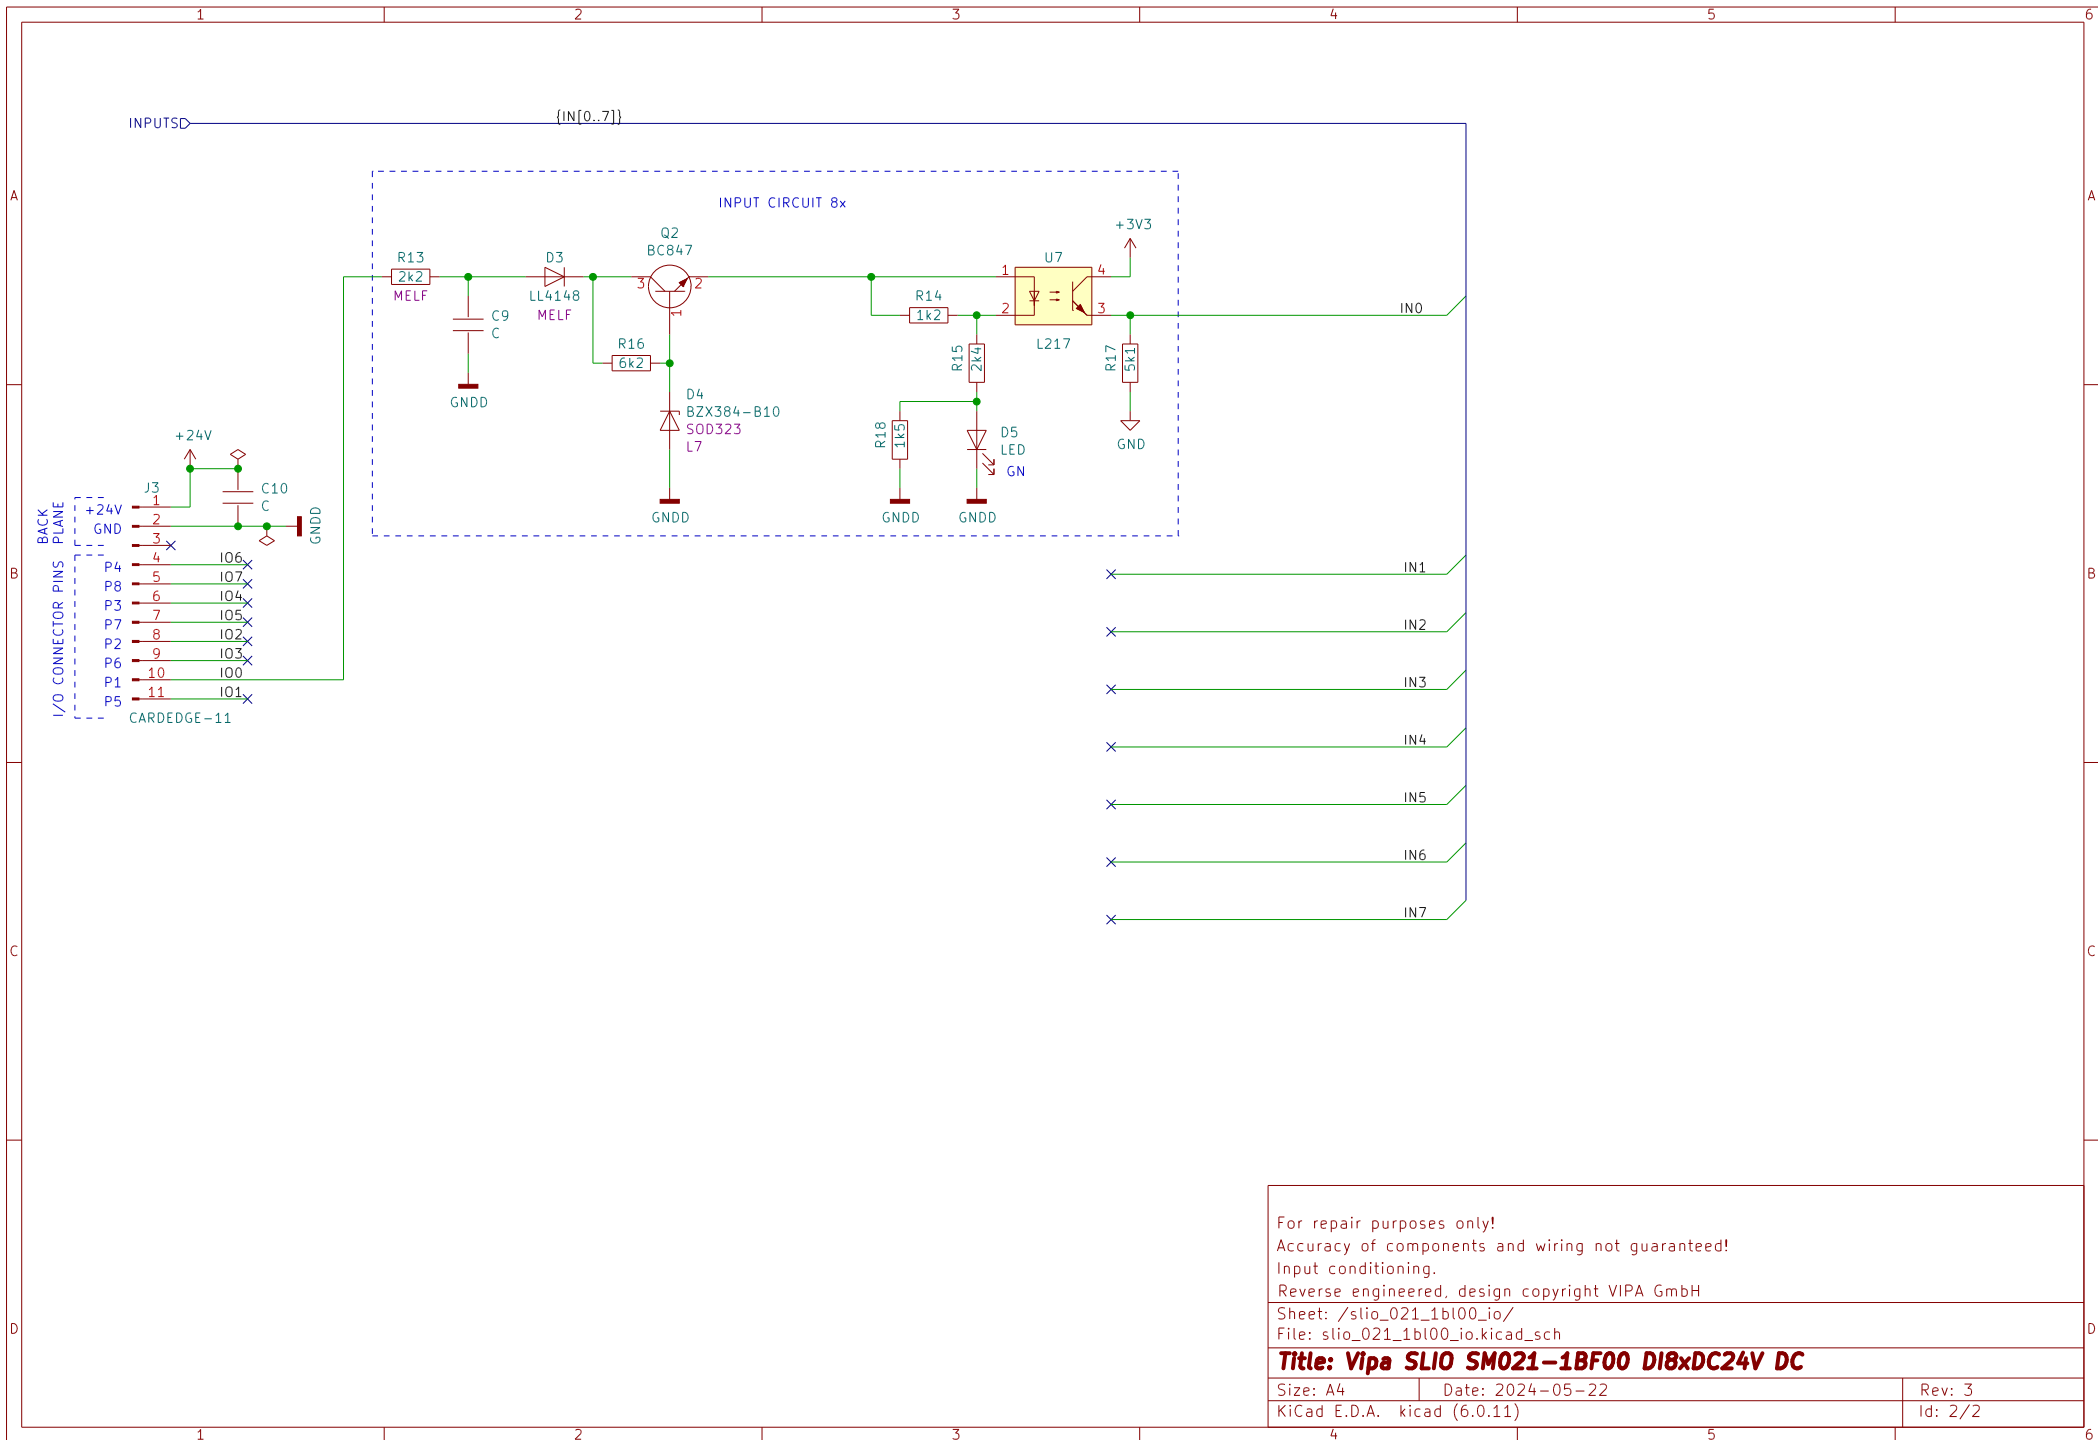 1 2 3 4 5 6
INPUTS
{IN[0..7]}
A A
INPUT CIRCUIT 8x
+3V3
Q2
BC847
R13
2k2
MELF
D3
LL4148
MELF
3 2
1
U7
1 4
2 3
L217
R14
1k2
IN0
C9
C
GNDD
R16
6k2
R15
2k4
R17
5k1
GND
D4
BZX384-B10
SOD323
L7
GNDD
R18
1k5
GNDD
D5
LED
GN
GNDD
+24V
C10
C
GNDD
J3
BACK
PLANE
+24V 1
GND 2
3
I/O CONNECTOR PINS
P4 4 IO6
P8 5 IO7
P3 6 IO4
P7 7 IO5
P2 8 IO2
P6 9 IO3
P1 10 IO0
P5 11 IO1
CARDEDGE-11
B B
IN1
IN2
IN3
IN4
IN5
IN6
IN7
C C
For repair purposes only!
Accuracy of components and wiring not guaranteed!
Input conditioning.
Reverse engineered, design copyright VIPA GmbH
Sheet: /slio_021_1bl00_io/
File: slio_021_1bl00_io.kicad_sch
D D
Title: Vipa SLIO SM021-1BF00 DI8xDC24V DC
Size: A4 Date: 2024-05-22 Rev: 3
KiCad E.D.A. kicad (6.0.11) Id: 2/2
1 2 3 4 5 6